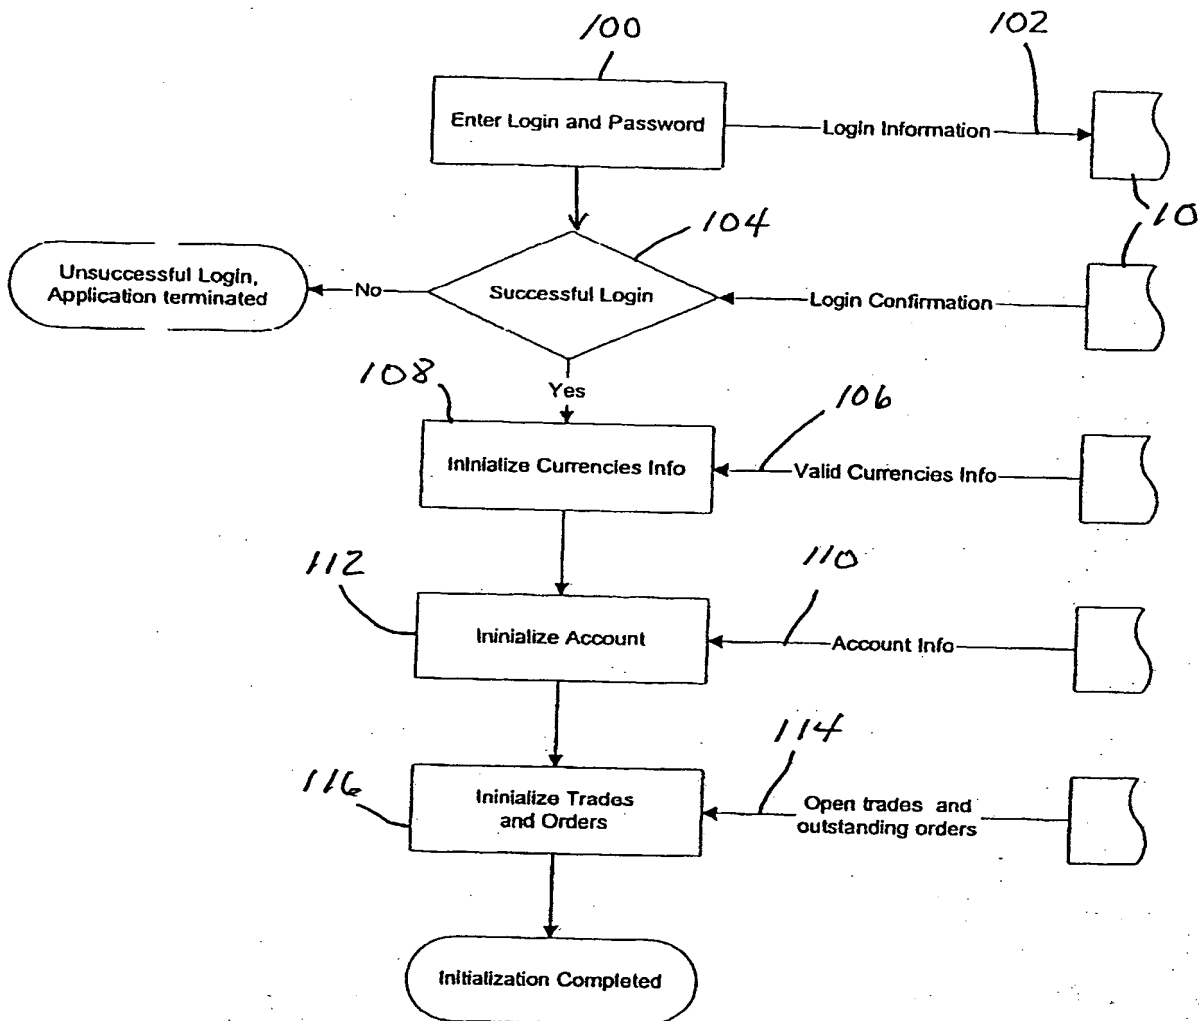 100
102
Enter Login and Password
Login Information
10
104
Unsuccessful Login,
Application terminated
No
Successful Login
Login Confirmation
108
Yes
106
Ininialize Currencies Info
Valid Currencies Info
112
110
Ininialize Account
Account Info
114
116
Ininialize Trades
and Orders
Open trades and
outstanding orders
Initialization Completed